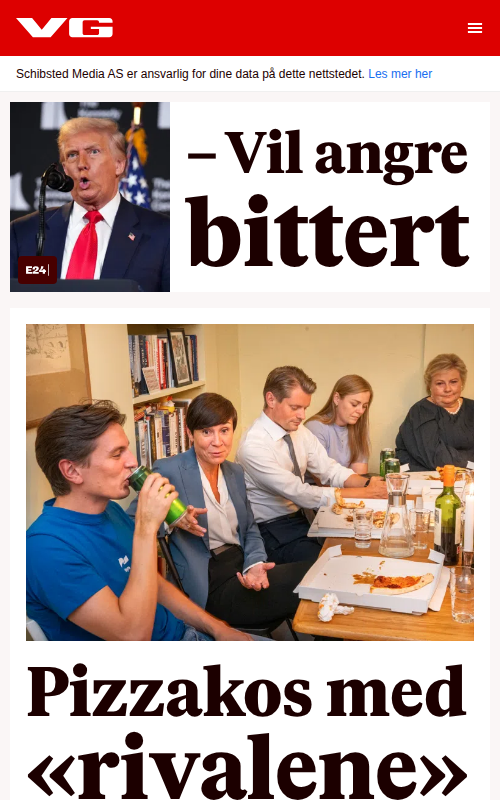 VG
Schibsted Media AS er ansvarlig for dine data på dette nettstedet. Les mer her
– Vil angre
bittert
E24
Pizzakos med
«rivalene»